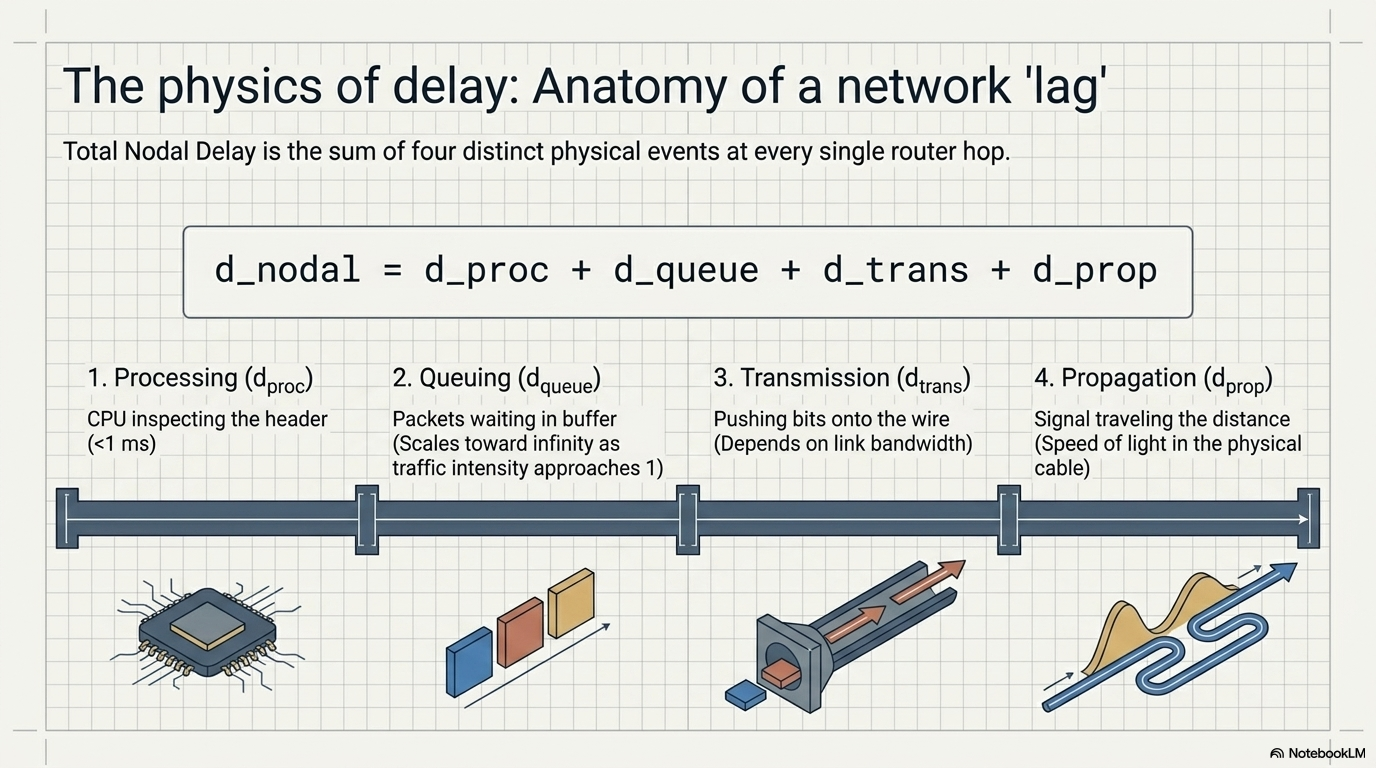 The physics of delay: Anatomy of a network 'lag'
Total Nodal Delay is the sum of four distinct physical events at every single router hop.
d_nodal = d_proc + d_queue + d_trans + d_prop
1. Processing (dproc)
CPU inspecting the header
(<1 ms)
2. Queuing (dqueue)
Packets waiting in buffer
(Scales toward infinity as
traffic intensity approaches 1)
3. Transmission (dtrans)
Pushing bits onto the wire
(Depends on link bandwidth)
4. Propagation (dprop)
Signal traveling the distance
(Speed of light in the physical
cable)
NotebookLM